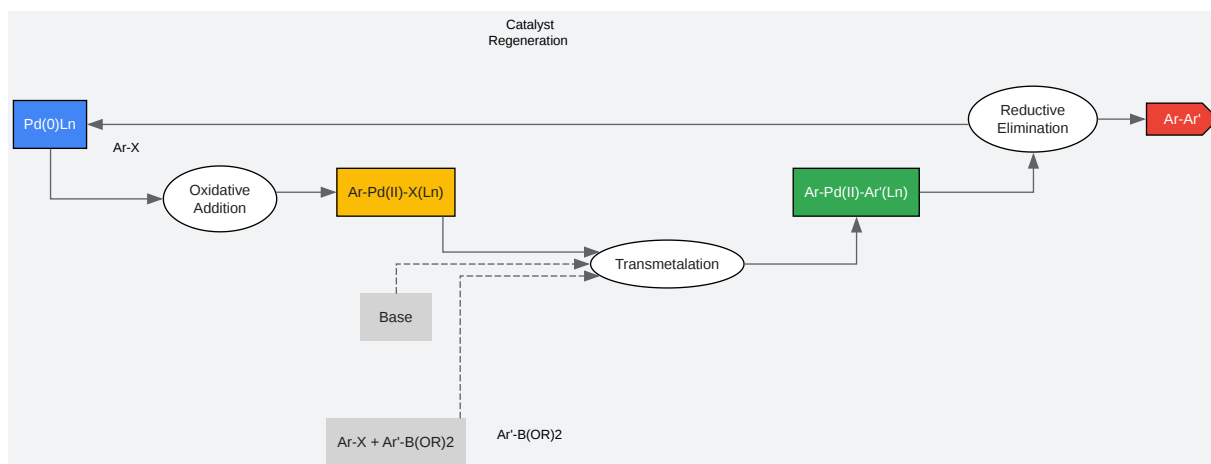 Catalyst
Regeneration
Pd(0)Ln
Ar-X
Oxidative
Addition
Ar-Pd(II)-X(Ln)
Base
Ar-X + Ar'-B(OR)2
Ar'-B(OR)2
Transmetalation
Ar-Pd(II)-Ar'(Ln)
Reductive
Elimination
Ar-Ar'